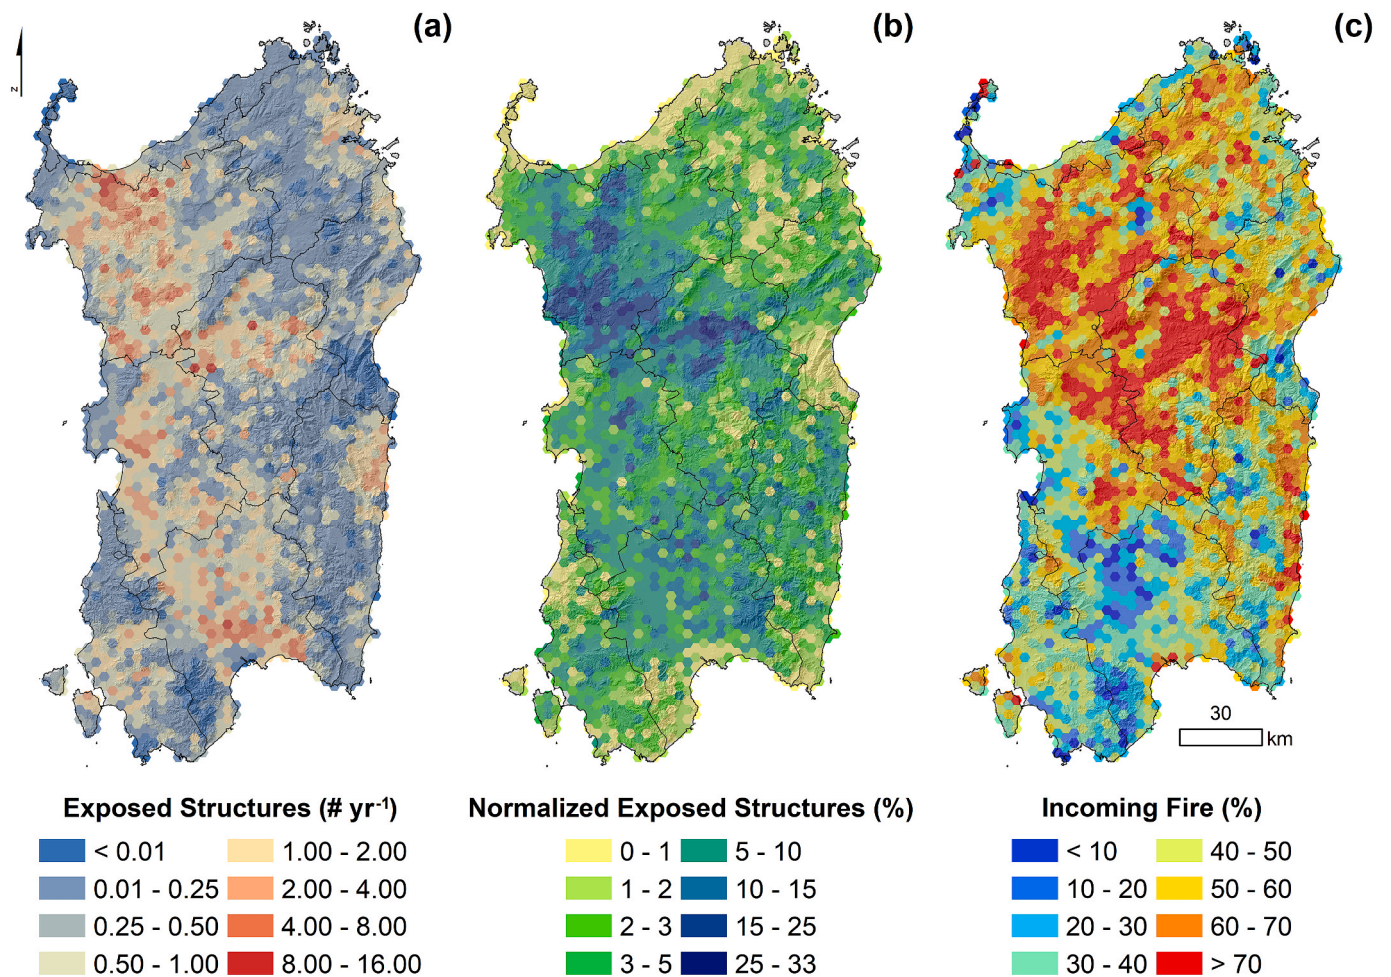 (a)
(b)
(c)
z
30
km
Exposed Structures (# yr⁻¹)
< 0.01
1.00 - 2.00
0.01 - 0.25
2.00 - 4.00
0.25 - 0.50
4.00 - 8.00
0.50 - 1.00
8.00 - 16.00
Normalized Exposed Structures (%)
0 - 1
5 - 10
1 - 2
10 - 15
2 - 3
15 - 25
3 - 5
25 - 33
Incoming Fire (%)
< 10
40 - 50
10 - 20
50 - 60
20 - 30
60 - 70
30 - 40
> 70